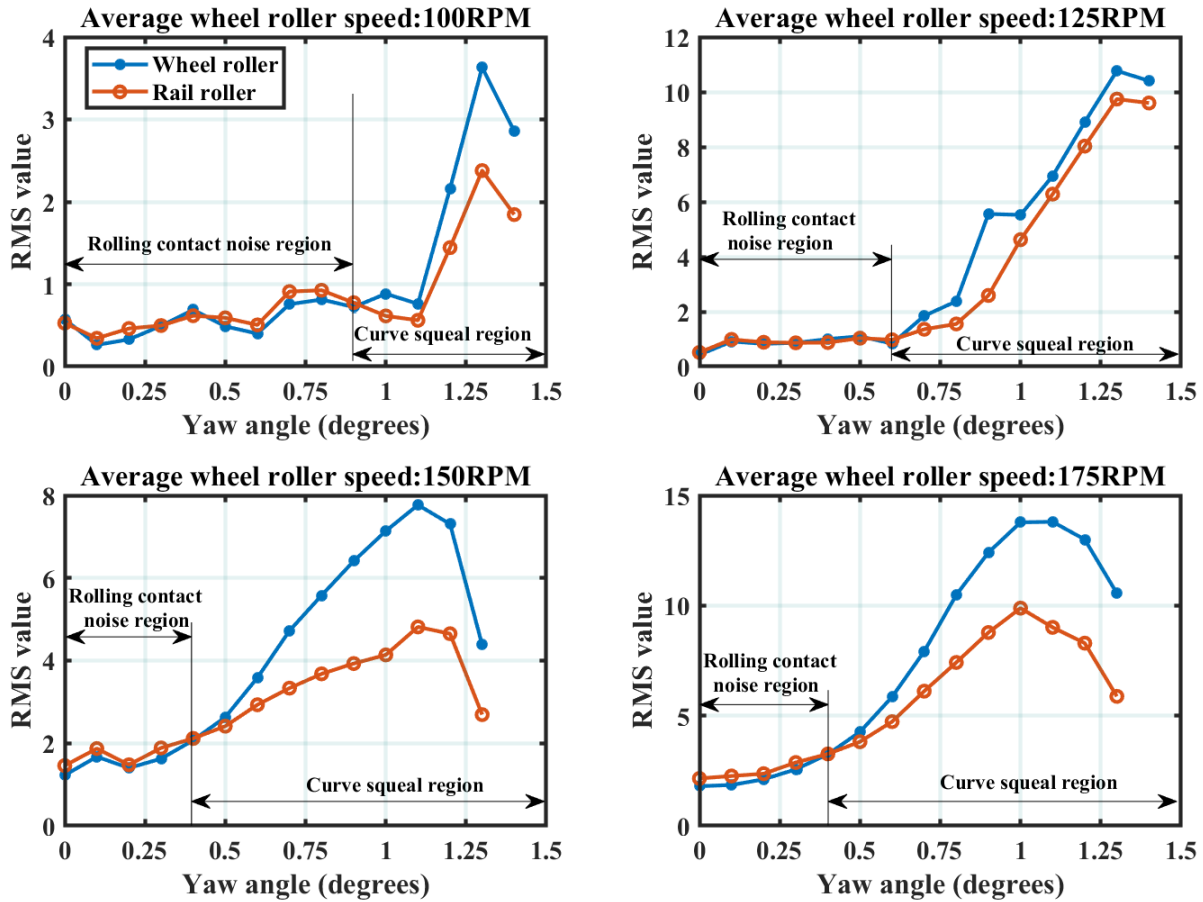 Average wheel roller speed:100RPM
4
3
2
1
0
RMS value
Wheel roller
Rail roller
Rolling contact noise region
Curve squeal region
0 0.25 0.5 0.75 1 1.25 1.5
Yaw angle (degrees)
Average wheel roller speed:125RPM
12
10
8
6
4
2
0
RMS value
Rolling contact
noise region
Curve squeal region
0 0.25 0.5 0.75 1 1.25 1.5
Yaw angle (degrees)
Average wheel roller speed:150RPM
8
6
4
2
0
RMS value
Rolling contact
noise region
Curve squeal region
0 0.25 0.5 0.75 1 1.25 1.5
Yaw angle (degrees)
Average wheel roller speed:175RPM
15
10
5
0
RMS value
Rolling contact
noise region
Curve squeal region
0 0.25 0.5 0.75 1 1.25 1.5
Yaw angle (degrees)